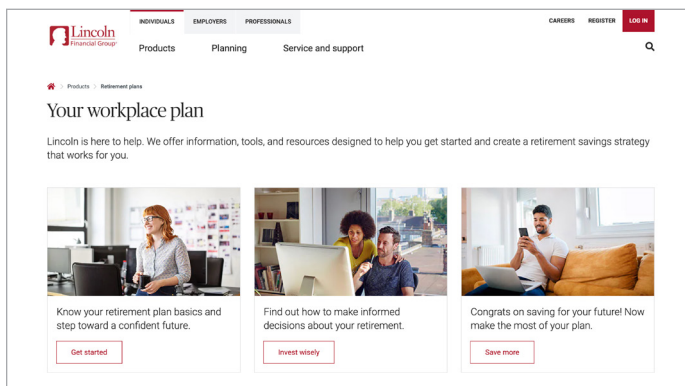 INDIVIDUALS EMPLOYERS PROFESSIONALS
CAREERS REGISTER LOG IN
Lincoln
Financial Group®
Products Planning Service and support
Products > Retirement plans
Your workplace plan
Lincoln is here to help. We offer information, tools, and resources designed to help you get started and create a retirement savings strategy
that works for you.
Know your retirement plan basics and
step toward a confident future.
Get started
Find out how to make informed
decisions about your retirement.
Invest wisely
Congrats on saving for your future! Now
make the most of your plan.
Save more